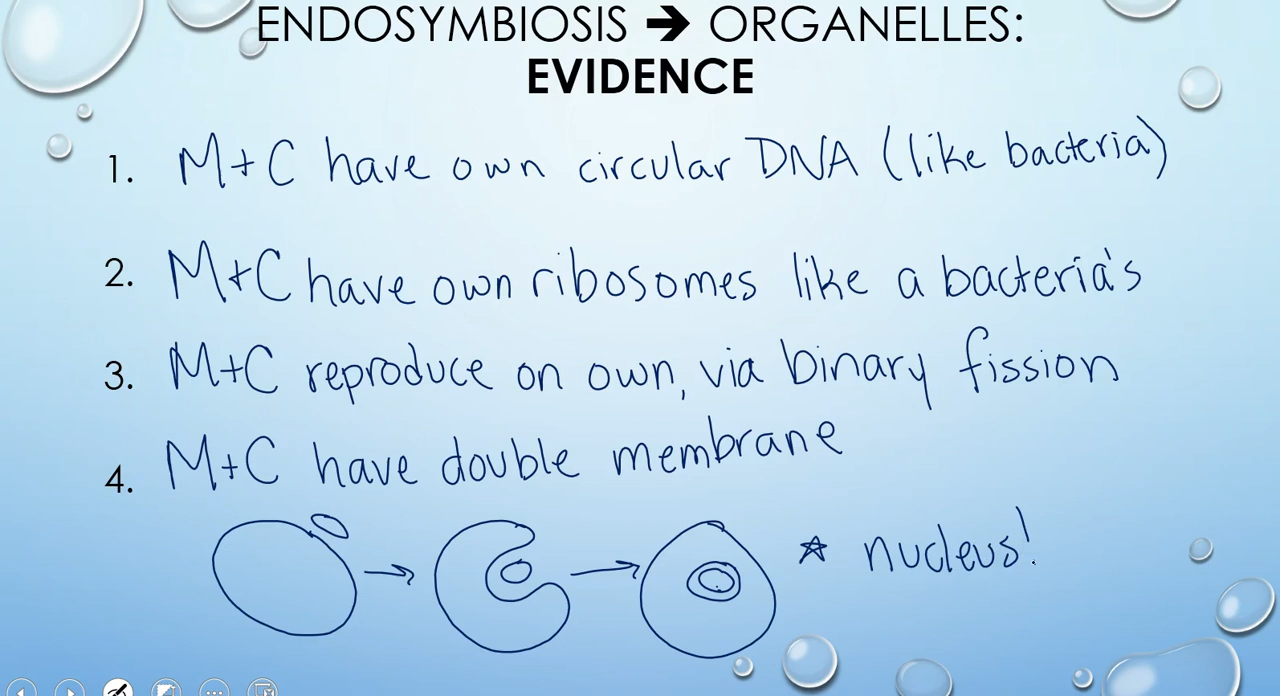 ENDOSYMBIOSIS → ORGANELLES:
EVIDENCE
1. M+C have own circular DNA (like bacteria)
2. M+C have own ribosomes like a bacteria's
3. M+C reproduce on own, via binary fission
4. M+C have double membrane
☆ nucleus!